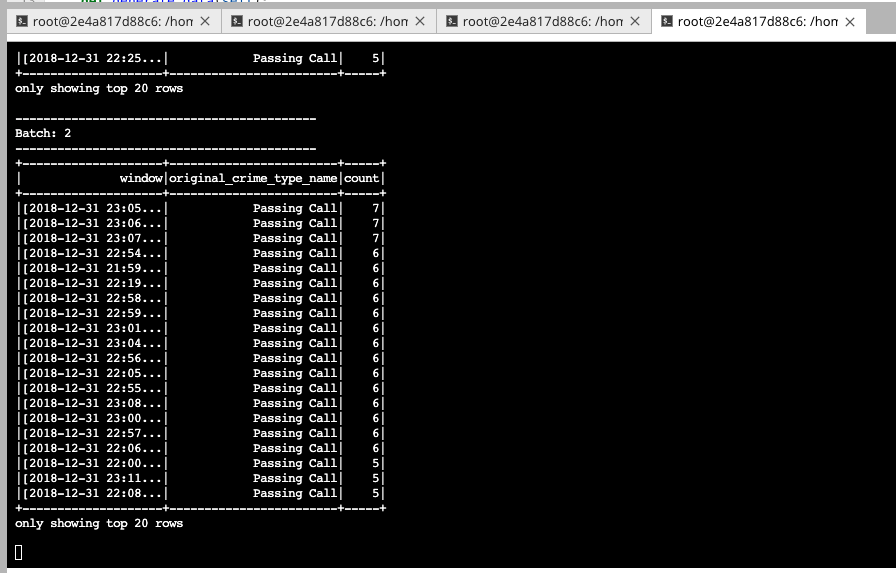 root@2e4a817d88c6: /hon
root@2e4a817d88c6: /hon
root@2e4a817d88c6: /hon
root@2e4a817d88c6: /hon
|[2018-12-31 22:25...| Passing Call| 5|
+--------------------+------------------------+-----+
only showing top 20 rows
-------------------------------------------
Batch: 2
-------------------------------------------
+--------------------+------------------------+-----+
| window|original_crime_type_name|count|
+--------------------+------------------------+-----+
|[2018-12-31 23:05...| Passing Call| 7|
|[2018-12-31 23:06...| Passing Call| 7|
|[2018-12-31 23:07...| Passing Call| 7|
|[2018-12-31 22:54...| Passing Call| 6|
|[2018-12-31 21:59...| Passing Call| 6|
|[2018-12-31 22:19...| Passing Call| 6|
|[2018-12-31 22:58...| Passing Call| 6|
|[2018-12-31 22:59...| Passing Call| 6|
|[2018-12-31 23:01...| Passing Call| 6|
|[2018-12-31 23:04...| Passing Call| 6|
|[2018-12-31 22:56...| Passing Call| 6|
|[2018-12-31 22:05...| Passing Call| 6|
|[2018-12-31 22:55...| Passing Call| 6|
|[2018-12-31 23:08...| Passing Call| 6|
|[2018-12-31 23:00...| Passing Call| 6|
|[2018-12-31 22:57...| Passing Call| 6|
|[2018-12-31 22:06...| Passing Call| 6|
|[2018-12-31 22:00...| Passing Call| 5|
|[2018-12-31 23:11...| Passing Call| 5|
|[2018-12-31 22:08...| Passing Call| 5|
+--------------------+------------------------+-----+
only showing top 20 rows